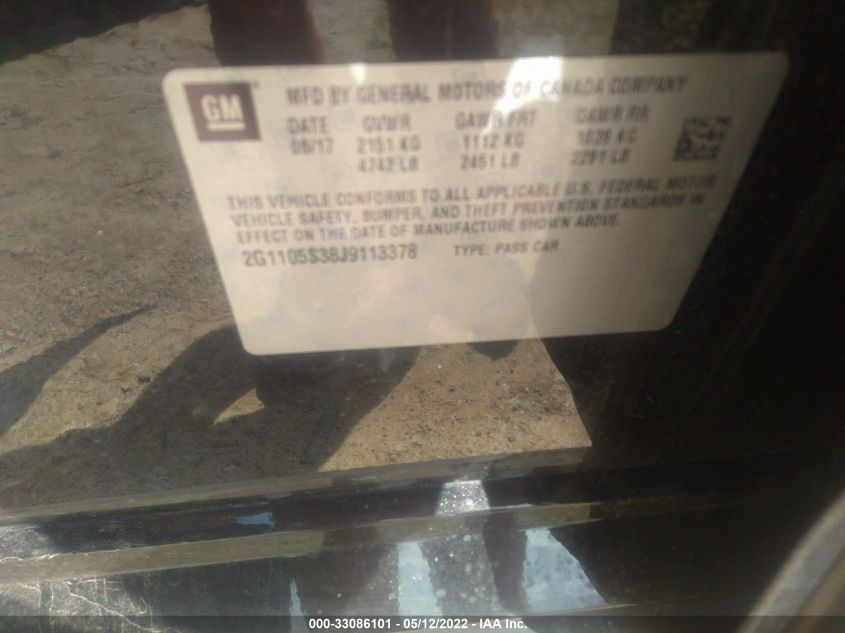 GM
MFD BY GENERAL MOTORS OF CANADA COMPANY
DATE GVWR GAWR FRT GAWR RR
06/17 2151 KG 1112 KG 1039 KG
4742 LB 2451 LB 2291 LB
THIS VEHICLE CONFORMS TO ALL APPLICABLE U.S. FEDERAL MOTOR
VEHICLE SAFETY, BUMPER, AND THEFT PREVENTION STANDARDS IN
EFFECT ON THE DATE OF MANUFACTURE SHOWN ABOVE.
2G1105S38J9113378 TYPE: PASS CAR
000-33086101 - 05/12/2022 - IAA Inc.